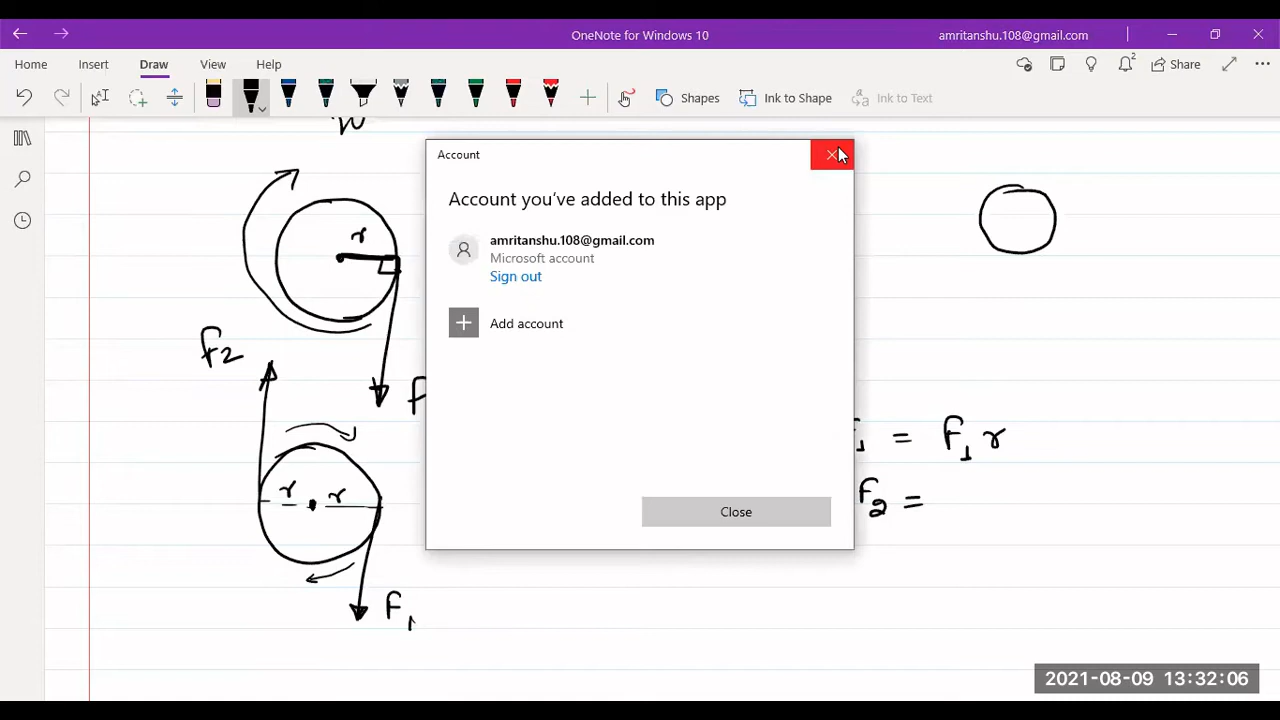 OneNote for Windows 10
amritanshu.108@gmail.com
Home Insert Draw View Help
Share
Shapes
Ink to Shape
Ink to Text
Account
Account you've added to this app
amritanshu.108@gmail.com
Microsoft account
Sign out
Add account
Close
r
f2
r r
F1
= F⊥ r
F2 =
2021-08-09 13:32:06